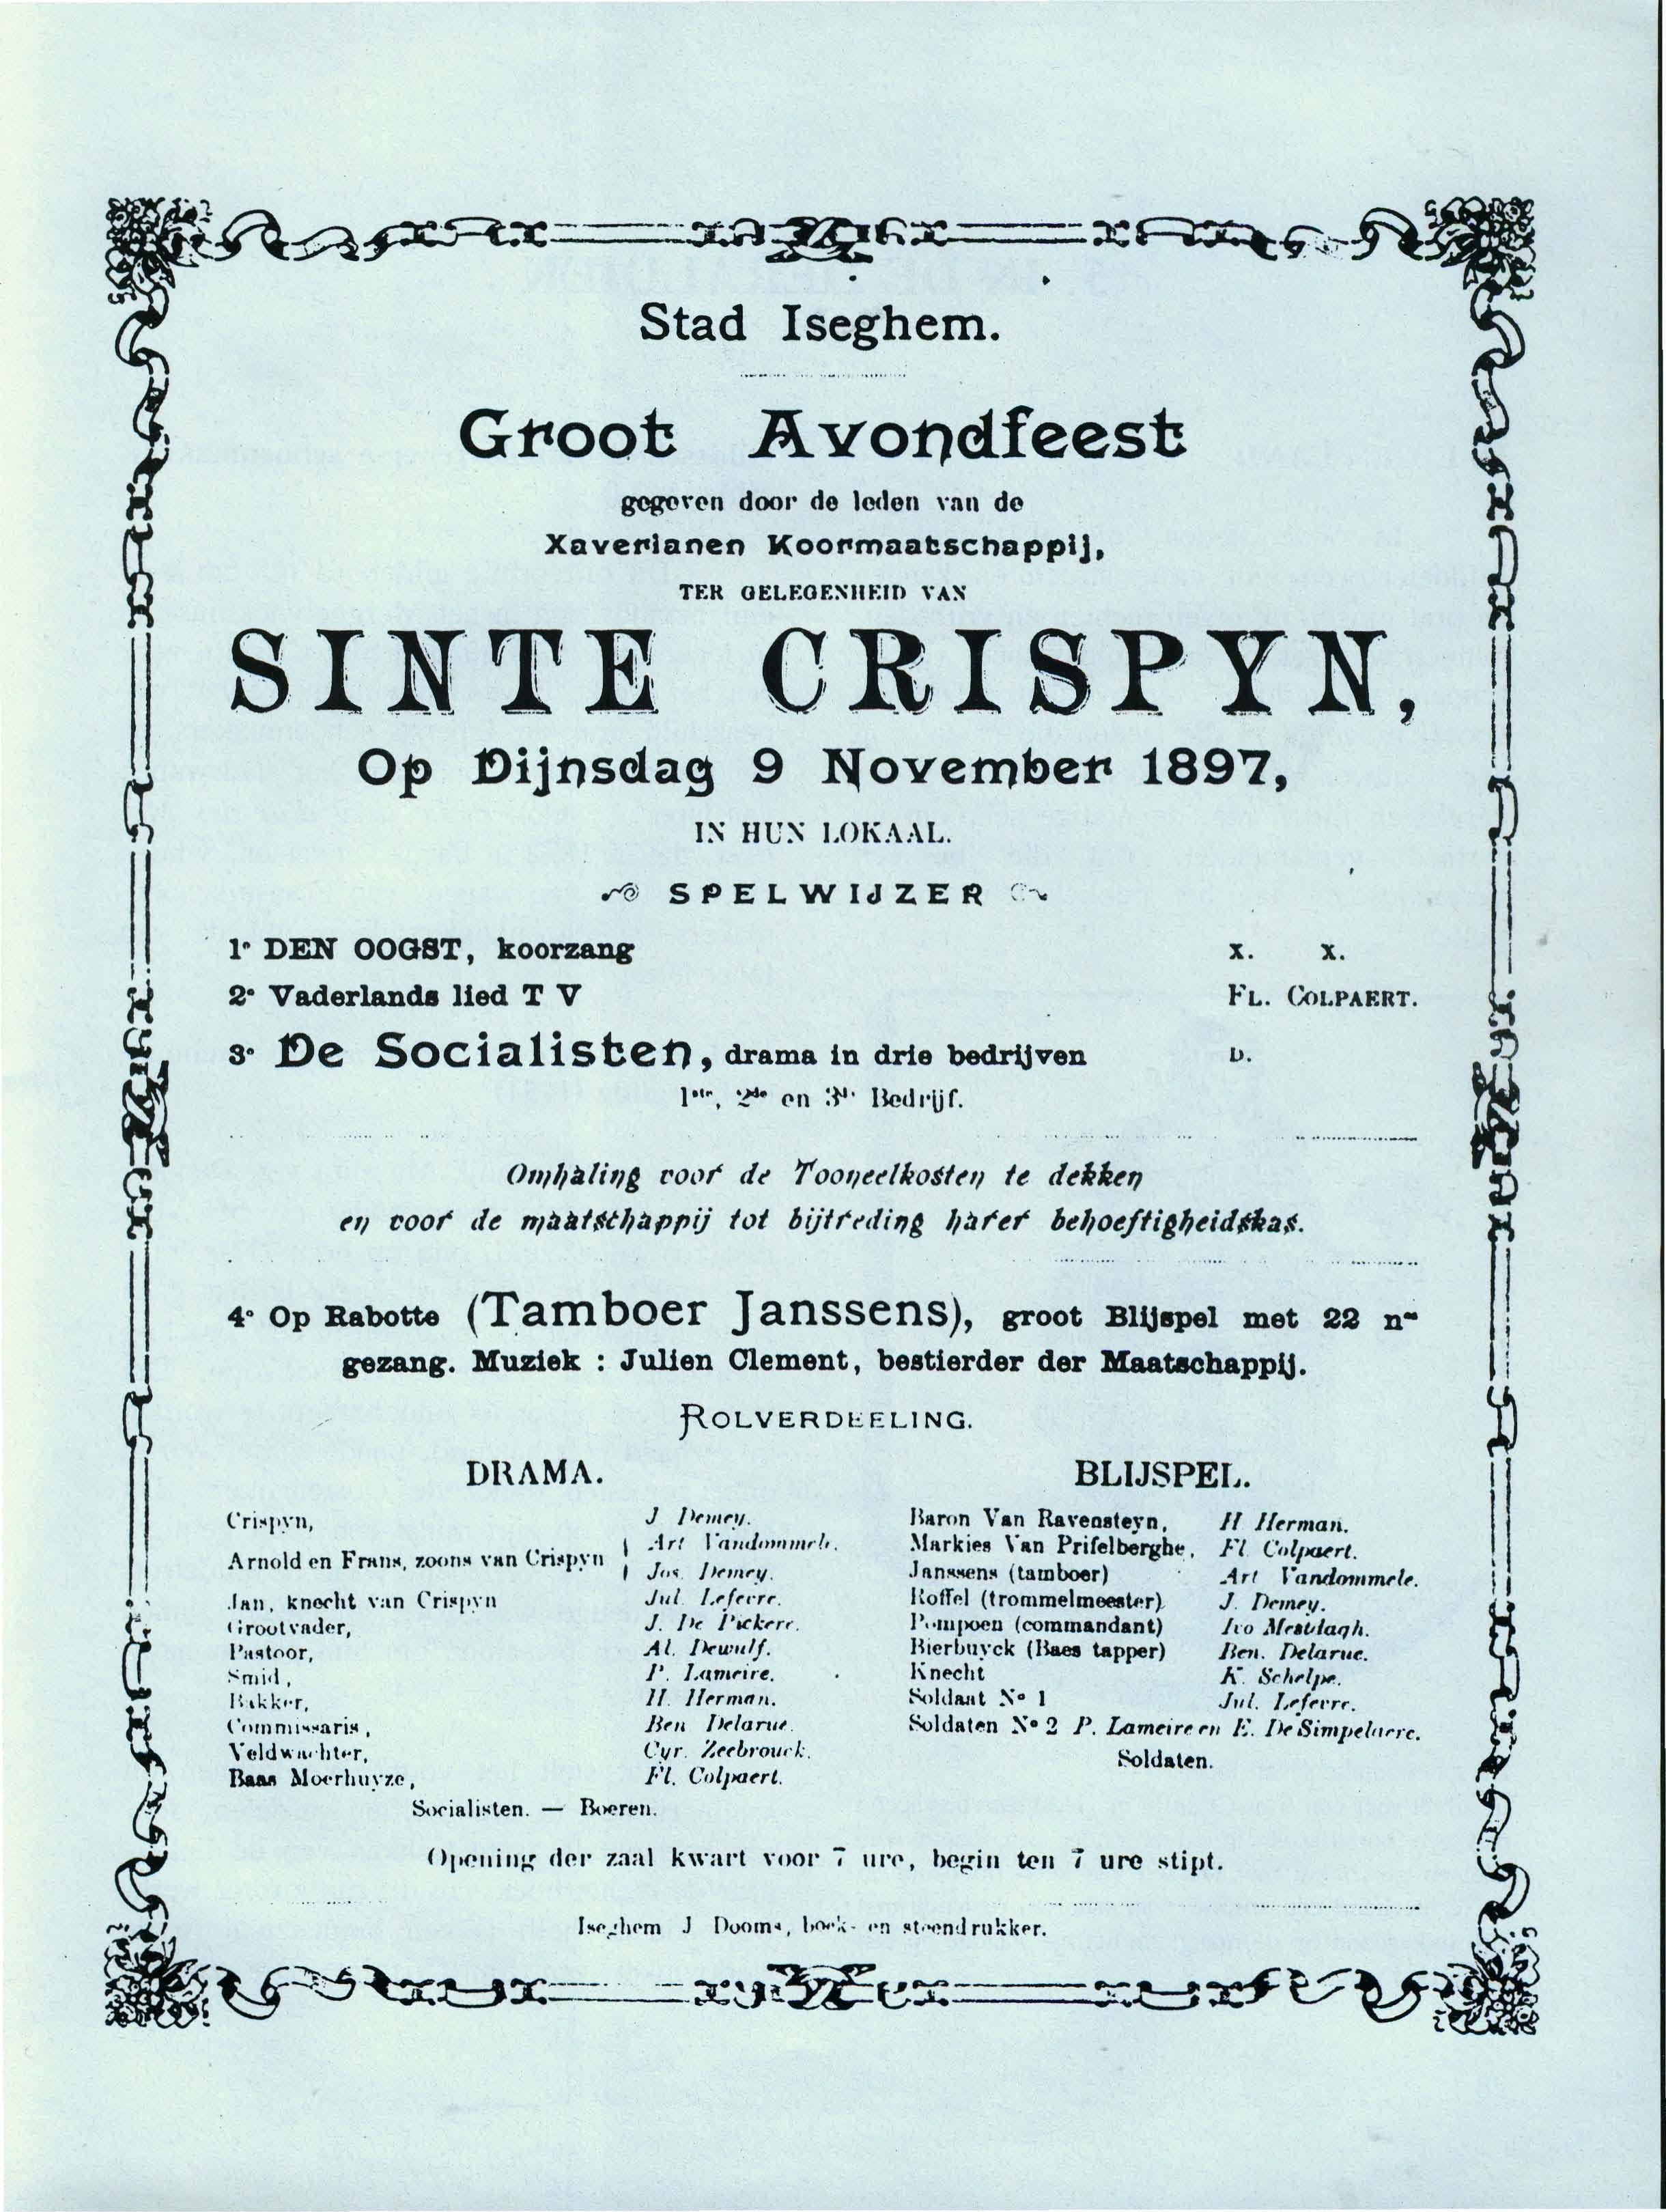 Stad Iseghem.
Groot Avondfeest
gegeven door de leden van de
Xaverianen Koormaatschappij,
TER GELEGENHEID VAN
SINTE CRISPYN,
Op Dijnsdag 9 November 1897,
IN HUN LOKAAL.
SPELWIJZER
1° DEN OOGST, koorzang X. X.
2° Vaderlands lied T V FL. COLPAERT.
3° De Socialisten, drama in drie bedrijven D.
1ste, 2de en 3de Bedrijf.
Omhaling voor de Tooneelkosten te dekken
en voor de maatschappij tot bijtreding harer behoeftigheidskas.
4° Op Rabotte (Tamboer Janssens), groot Blijspel met 22 nrs
gezang. Muziek : Julien Clement, bestierder der Maatschappij.
ROLVERDEELING.
DRAMA.
Crispyn, J Demey.
Arnold en Frans, zoons van Crispyn Art Vandommele.
Jos. Demey.
Jan, knecht van Crispyn Jul. Lefevre.
Grootvader, J. De Pickere.
Pastoor, Al. Dewulf.
Smid, P. Lameire.
Bakker, H. Herman.
Commissaris, Ben Delarue.
Veldwachter, Cyr. Zeebrouck.
Baas Moerhuyze, Fl. Colpaert.
Socialisten. — Boeren.
BLIJSPEL.
Baron Van Ravensteyn, H Herman.
Markies Van Prifelberghe, Fl. Colpaert.
Janssens (tamboer) Art Vandommele.
Roffel (trommelmeester) J. Demey.
Pompoen (commandant) Ivo Mestdagh.
Bierbuyck (Baes tapper) Ben. Delarue.
Knecht K. Schelpe.
Soldaat N° 1 Jul. Lefevre.
Soldaten N° 2 P. Lameire en E. De Simpelaere.
Soldaten.
Opening der zaal kwart voor 7 ure, begin ten 7 ure stipt.
Iseghem J Dooms, boek- en steendrukker.